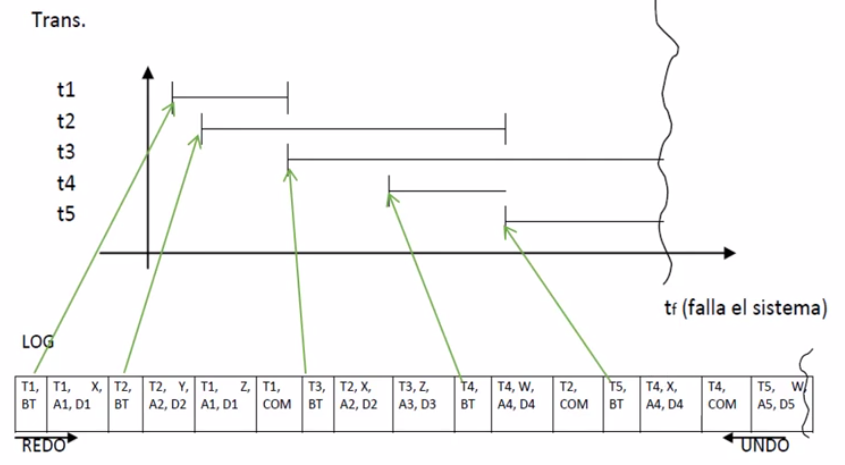 Trans.
t1
t2
t3
t4
t5
tf (falla el sistema)
LOG
T1, BT
T1, X, A1, D1
T2, BT
T2, Y, A2, D2
T1, Z, A1, D1
T1, COM
T3, BT
T2, X, A2, D2
T3, Z, A3, D3
T4, BT
T4, W, A4, D4
T2, COM
T5, BT
T4, X, A4, D4
T4, COM
T5, W, A5, D5
REDO
UNDO